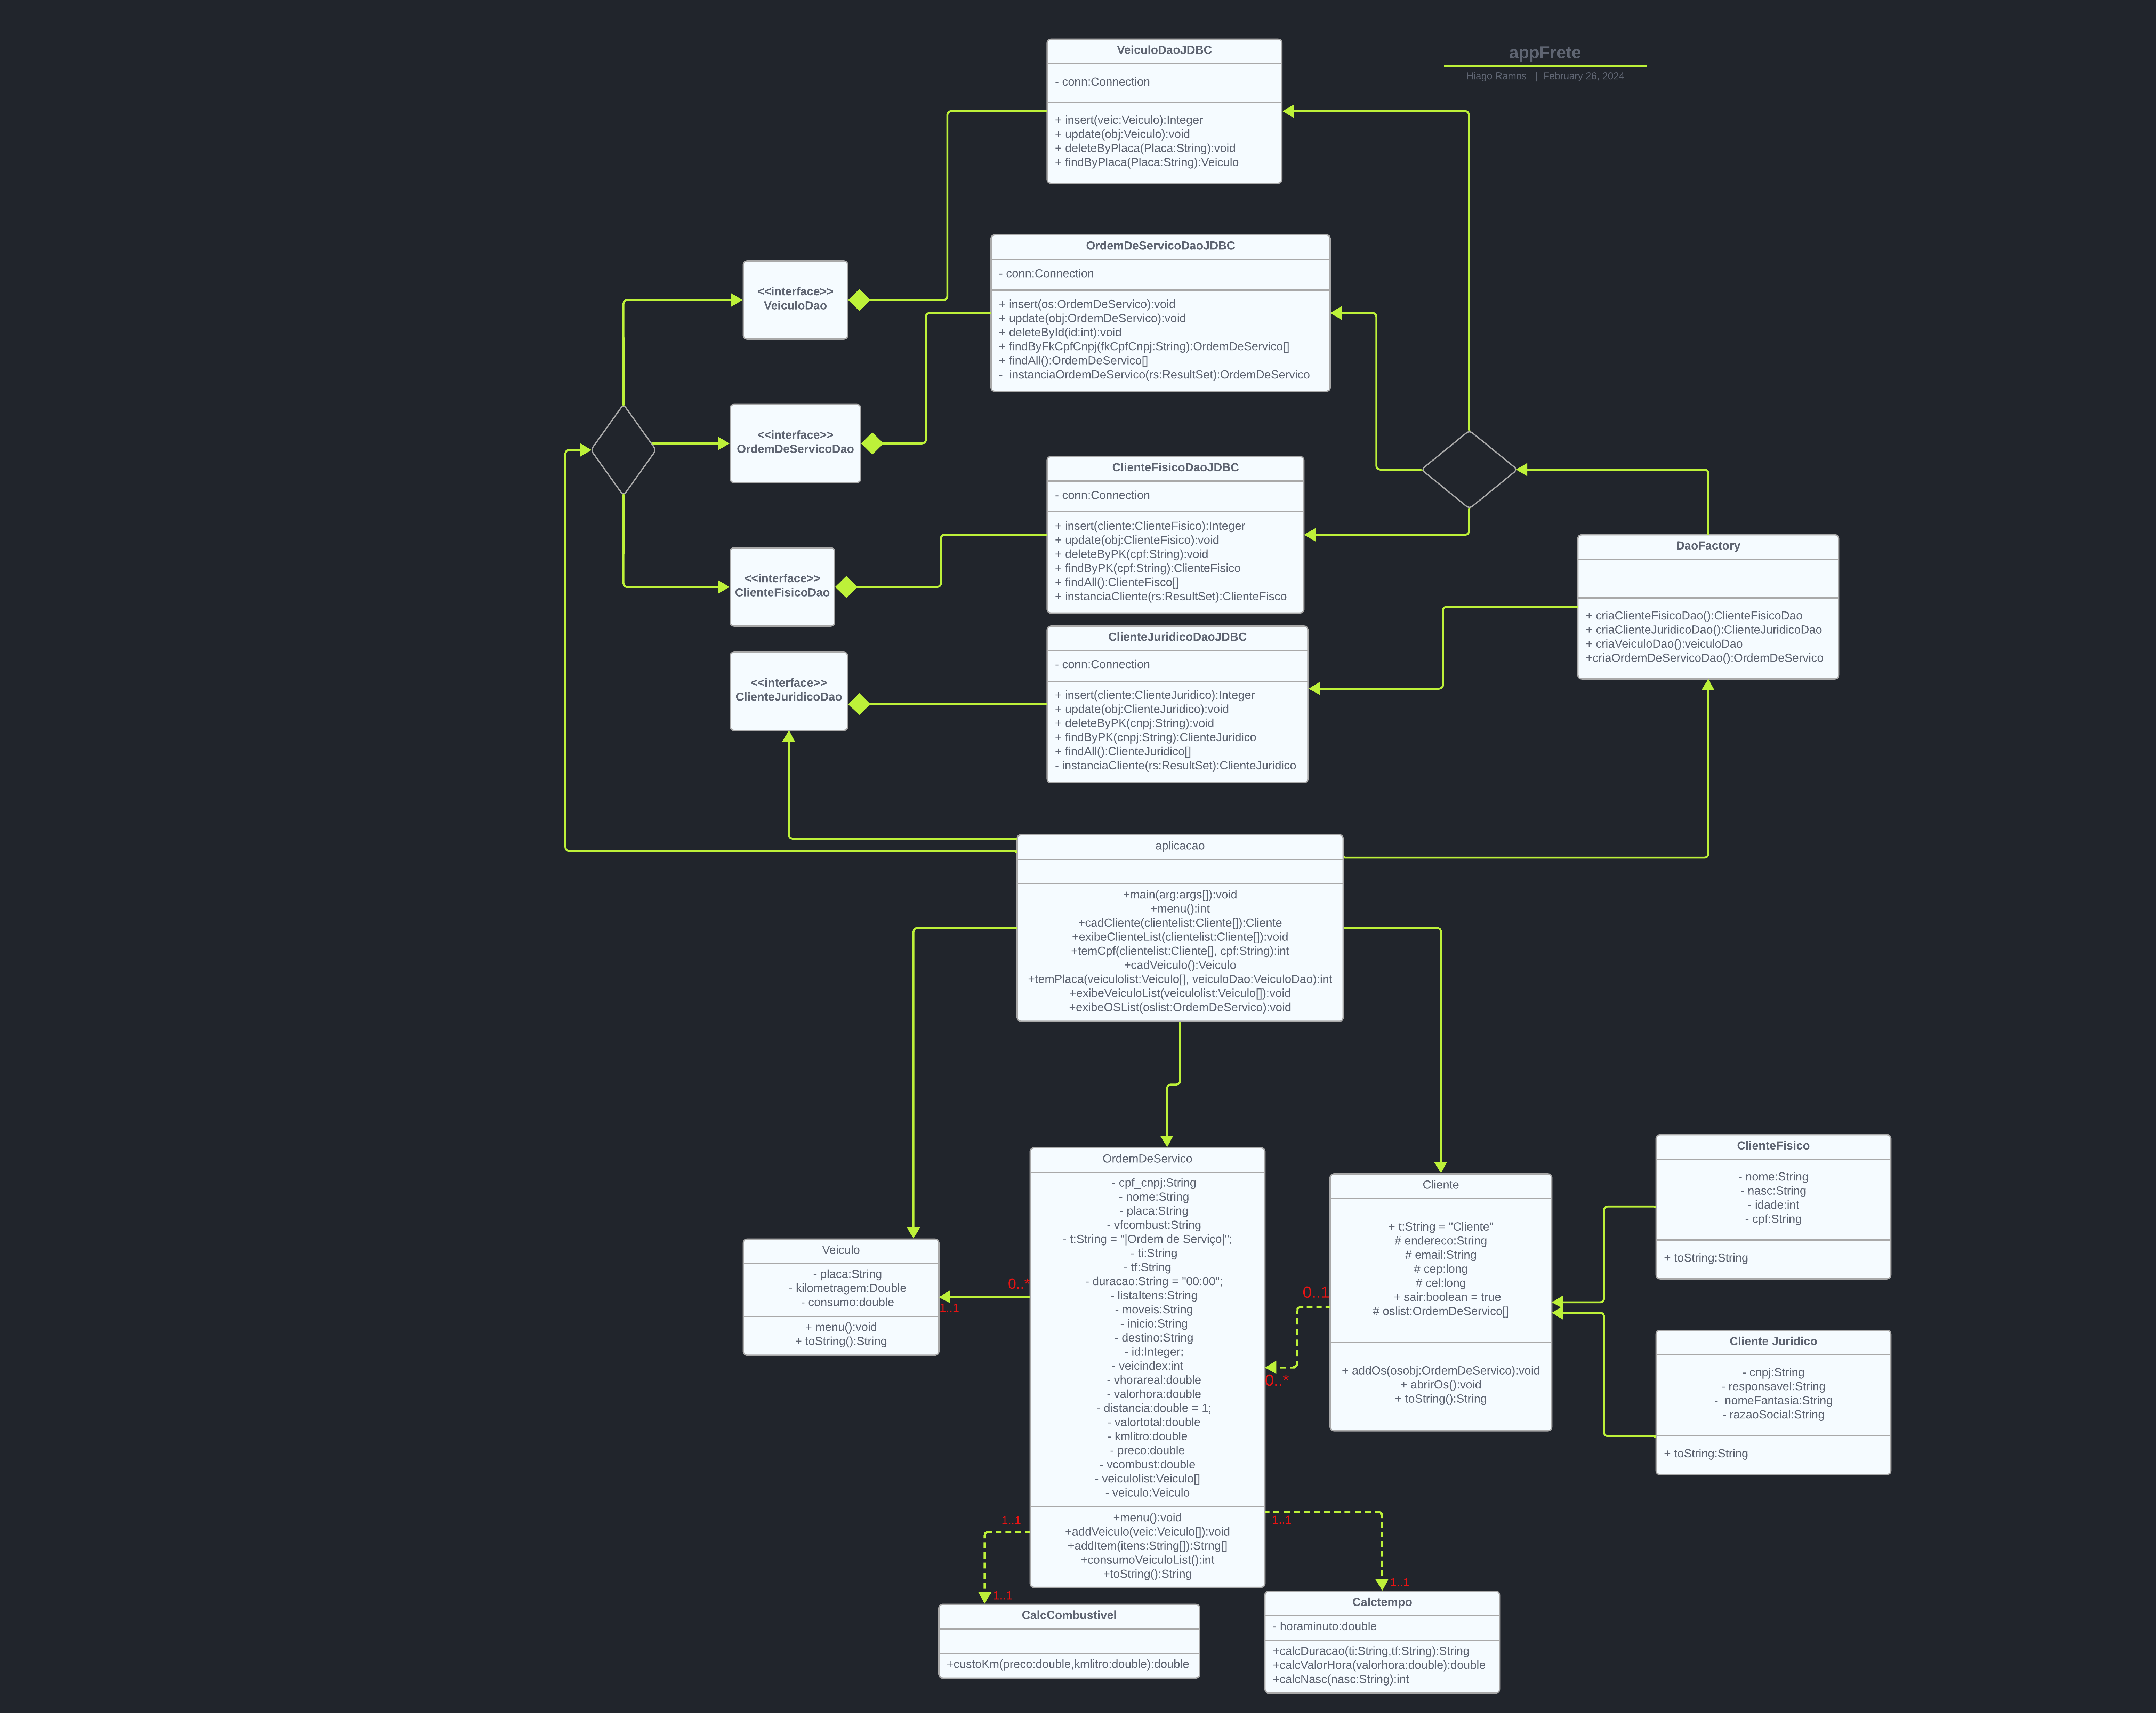 appFrete
Hiago Ramos | February 26, 2024
VeiculoDaoJDBC
- conn:Connection
+ insert(veic:Veiculo):Integer
+ update(obj:Veiculo):void
+ deleteByPlaca(Placa:String):void
+ findByPlaca(Placa:String):Veiculo
OrdemDeServicoDaoJDBC
- conn:Connection
+ insert(os:OrdemDeServico):void
+ update(obj:OrdemDeServico):void
+ deleteById(id:int):void
+ findByFkCpfCnpj(fkCpfCnpj:String):OrdemDeServico[]
+ findAll():OrdemDeServico[]
- instanciaOrdemDeServico(rs:ResultSet):OrdemDeServico
<<interface>>
VeiculoDao
<<interface>>
OrdemDeServicoDao
ClienteFisicoDaoJDBC
- conn:Connection
+ insert(cliente:ClienteFisico):Integer
+ update(obj:ClienteFisico):void
+ deleteByPK(cpf:String):void
+ findByPK(cpf:String):ClienteFisico
+ findAll():ClienteFisco[]
+ instanciaCliente(rs:ResultSet):ClienteFisco
<<interface>>
ClienteFisicoDao
DaoFactory
+ criaClienteFisicoDao():ClienteFisicoDao
+ criaClienteJuridicoDao():ClienteJuridicoDao
+ criaVeiculoDao():veiculoDao
+criaOrdemDeServicoDao():OrdemDeServico
ClienteJuridicoDaoJDBC
- conn:Connection
+ insert(cliente:ClienteJuridico):Integer
+ update(obj:ClienteJuridico):void
+ deleteByPK(cnpj:String):void
+ findByPK(cnpj:String):ClienteJuridico
+ findAll():ClienteJuridico[]
- instanciaCliente(rs:ResultSet):ClienteJuridico
<<interface>>
ClienteJuridicoDao
aplicacao
+main(arg:args[]):void
+menu():int
+cadCliente(clientelist:Cliente[]):Cliente
+exibeClienteList(clientelist:Cliente[]):void
+temCpf(clientelist:Cliente[], cpf:String):int
+cadVeiculo():Veiculo
+temPlaca(veiculolist:Veiculo[], veiculoDao:VeiculoDao):int
+exibeVeiculoList(veiculolist:Veiculo[]):void
+exibeOSList(oslist:OrdemDeServico):void
Veiculo
- placa:String
- kilometragem:Double
- consumo:double
+ menu():void
+ toString():String
0..*
1..1
OrdemDeServico
- cpf_cnpj:String
- nome:String
- placa:String
- vfcombust:String
- t:String = "|Ordem de Serviço|";
- ti:String
- tf:String
- duracao:String = "00:00";
- listaItens:String
- moveis:String
- inicio:String
- destino:String
- id:Integer;
- veicindex:int
- vhorareal:double
- valorhora:double
- distancia:double = 1;
- valortotal:double
- kmlitro:double
- preco:double
- vcombust:double
- veiculolist:Veiculo[]
- veiculo:Veiculo
+menu():void
+addVeiculo(veic:Veiculo[]):void
+addItem(itens:String[]):Strng[]
+consumoVeiculoList():int
+toString():String
0..1
0..*
Cliente
+ t:String = "Cliente"
# endereco:String
# email:String
# cep:long
# cel:long
+ sair:boolean = true
# oslist:OrdemDeServico[]
+ addOs(osobj:OrdemDeServico):void
+ abrirOs():void
+ toString():String
ClienteFisico
- nome:String
- nasc:String
- idade:int
- cpf:String
+ toString:String
Cliente Juridico
- cnpj:String
- responsavel:String
- nomeFantasia:String
- razaoSocial:String
+ toString:String
1..1
1..1
1..1
1..1
CalcCombustivel
+custoKm(preco:double,kmlitro:double):double
Calctempo
- horaminuto:double
+calcDuracao(ti:String,tf:String):String
+calcValorHora(valorhora:double):double
+calcNasc(nasc:String):int